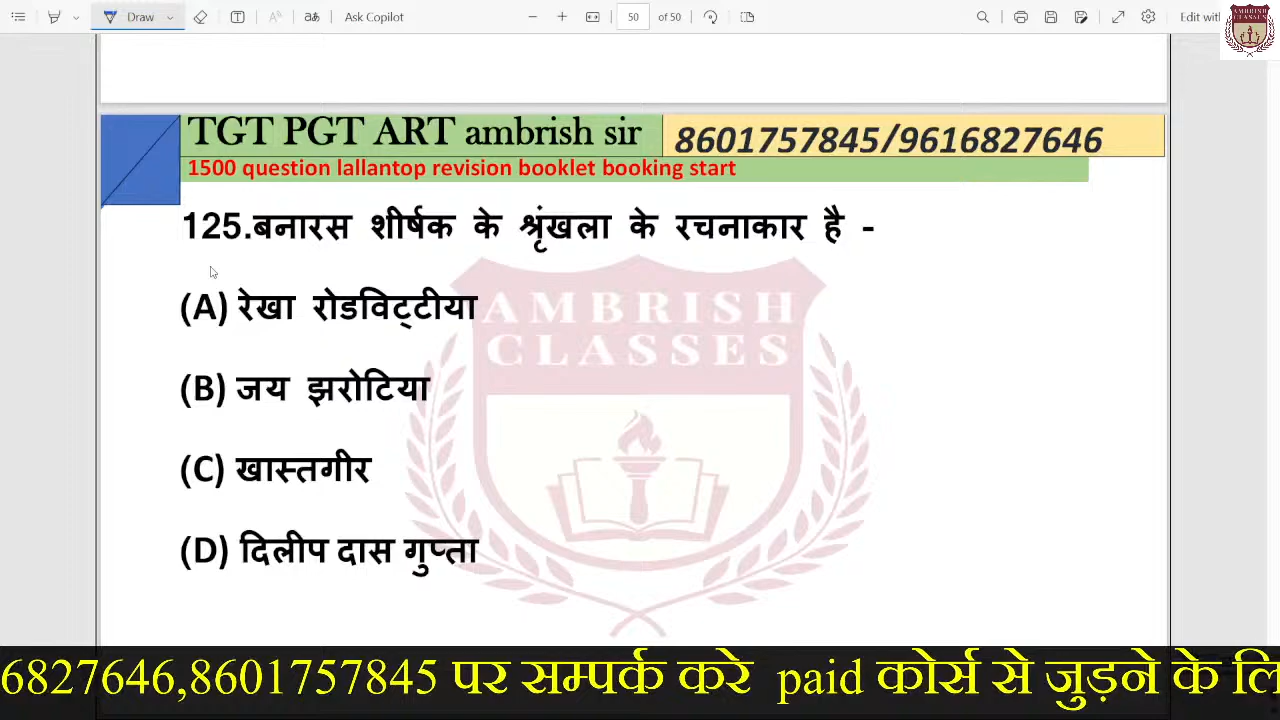 Draw
Ask Copilot
50 of 50
Edit with
AMBRISH CLASSES
TGT PGT ART ambrish sir
8601757845/9616827646
1500 question lallantop revision booklet booking start
125.बनारस शीर्षक के श्रृंखला के रचनाकार है -
(A) रेखा रोडविट्टीया
(B) जय झरोटिया
(C) खास्तगीर
(D) दिलीप दास गुप्ता
AMBRISH
CLASSES
6827646,8601757845 पर सम्पर्क करे paid कोर्स से जुड़ने के लि